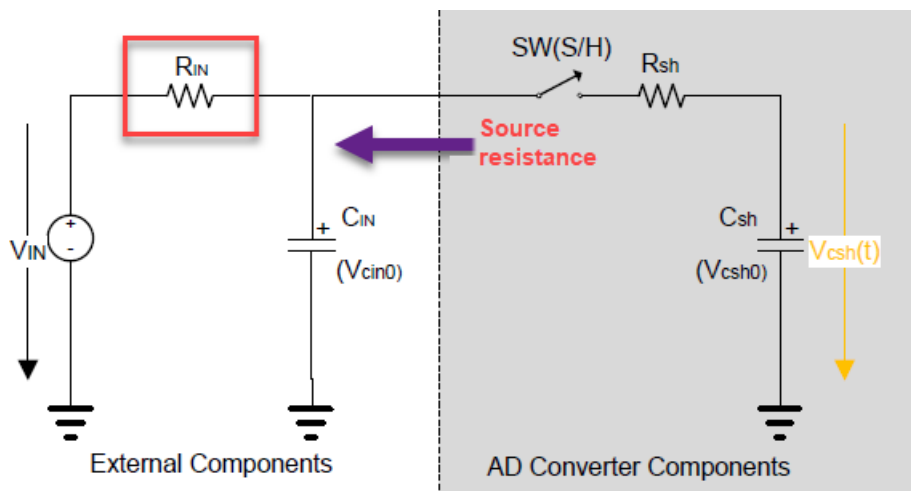 RIN
SW(S/H)
Rsh
Source
resistance
+
-
VIN
CIN
+
(Vcin0)
Csh
+
(Vcsh0)
Vcsh(t)
External Components
AD Converter Components